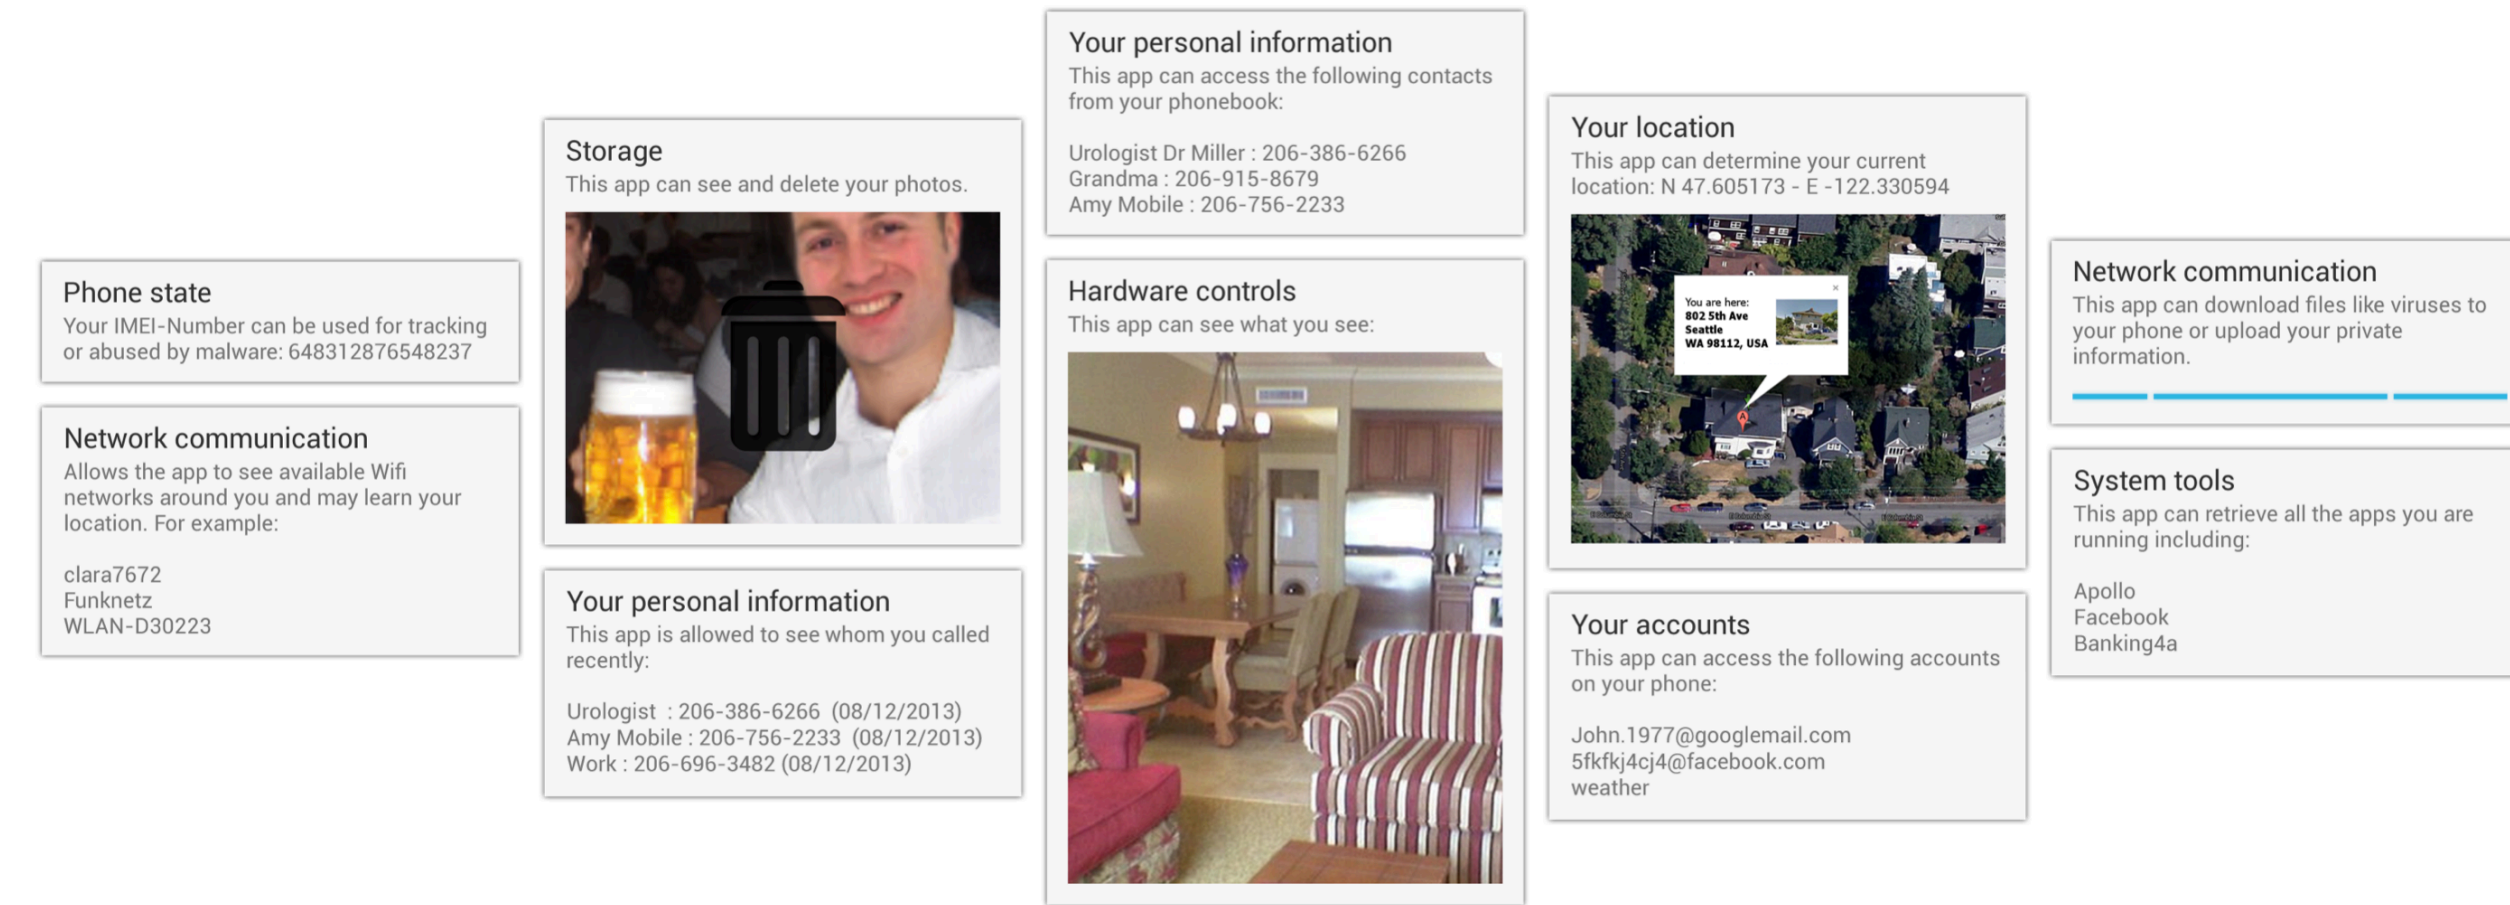 Phone state
Your IMEI-Number can be used for tracking
or abused by malware: 648312876548237
Network communication
Allows the app to see available Wifi
networks around you and may learn your
location. For example:
clara7672
Funknetz
WLAN-D30223
Storage
This app can see and delete your photos.
Your personal information
This app is allowed to see whom you called
recently:
Urologist : 206-386-6266 (08/12/2013)
Amy Mobile : 206-756-2233 (08/12/2013)
Work : 206-696-3482 (08/12/2013)
Your personal information
This app can access the following contacts
from your phonebook:
Urologist Dr Miller : 206-386-6266
Grandma : 206-915-8679
Amy Mobile : 206-756-2233
Hardware controls
This app can see what you see:
Your location
This app can determine your current
location: N 47.605173 - E -122.330594
You are here:
802 5th Ave
Seattle
WA 98112, USA
A
Your accounts
This app can access the following accounts
on your phone:
John.1977@googlemail.com
5fkfkj4cj4@facebook.com
weather
Network communication
This app can download files like viruses to
your phone or upload your private
information.
System tools
This app can retrieve all the apps you are
running including:
Apollo
Facebook
Banking4a